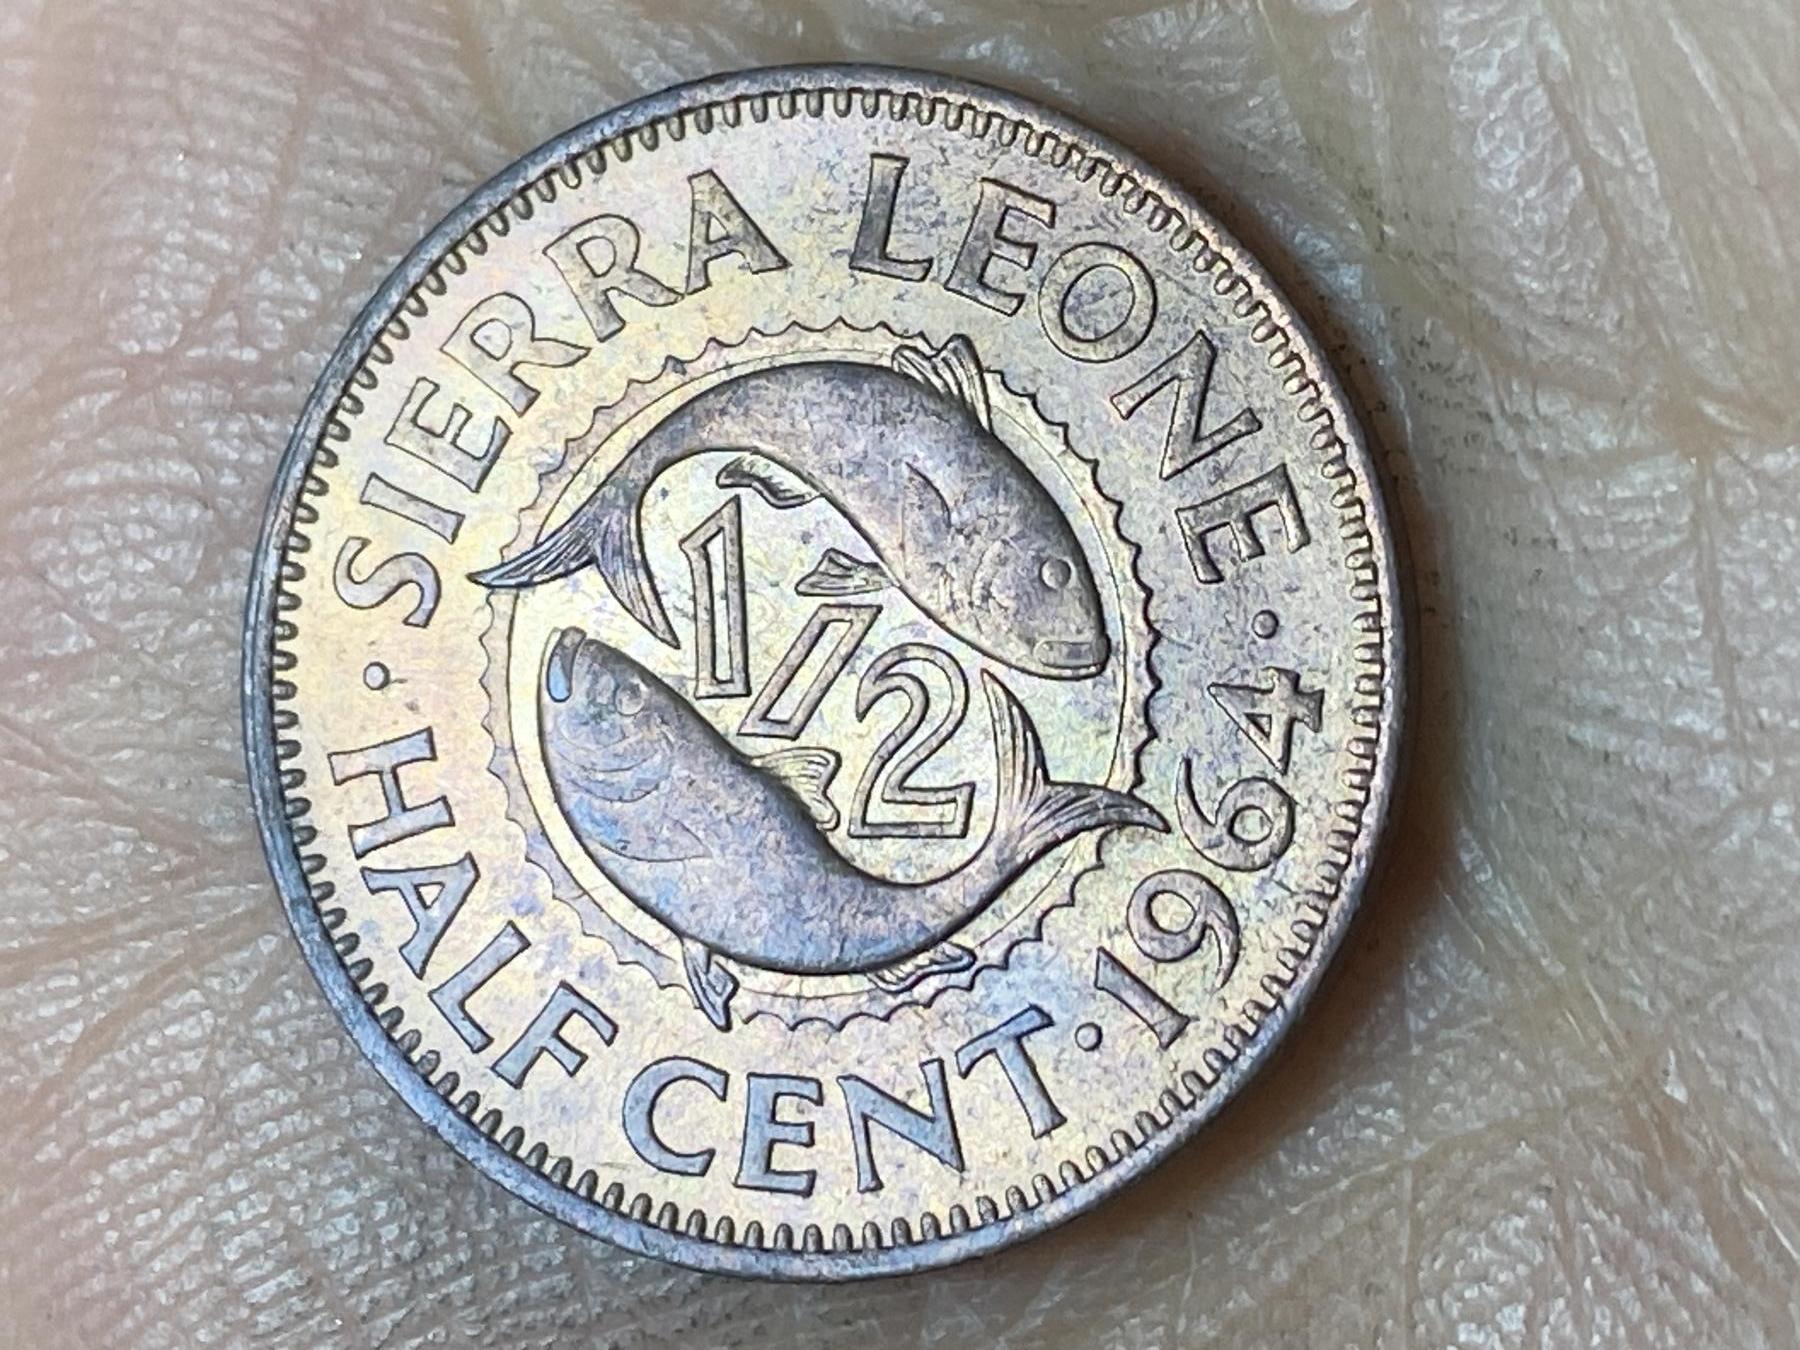 · SIERRA LEONE · 1964 · HALF CENT
1/2